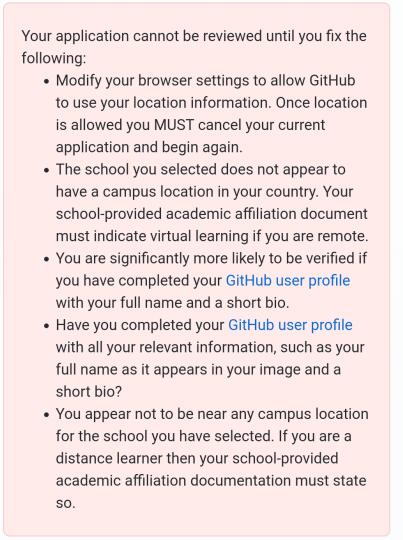 Your application cannot be reviewed until you fix the
following:
• Modify your browser settings to allow GitHub
to use your location information. Once location
is allowed you MUST cancel your current
application and begin again.
• The school you selected does not appear to
have a campus location in your country. Your
school-provided academic affiliation document
must indicate virtual learning if you are remote.
• You are significantly more likely to be verified if
you have completed your GitHub user profile
with your full name and a short bio.
• Have you completed your GitHub user profile
with all your relevant information, such as your
full name as it appears in your image and a
short bio?
• You appear not to be near any campus location
for the school you have selected. If you are a
distance learner then your school-provided
academic affiliation documentation must state
so.